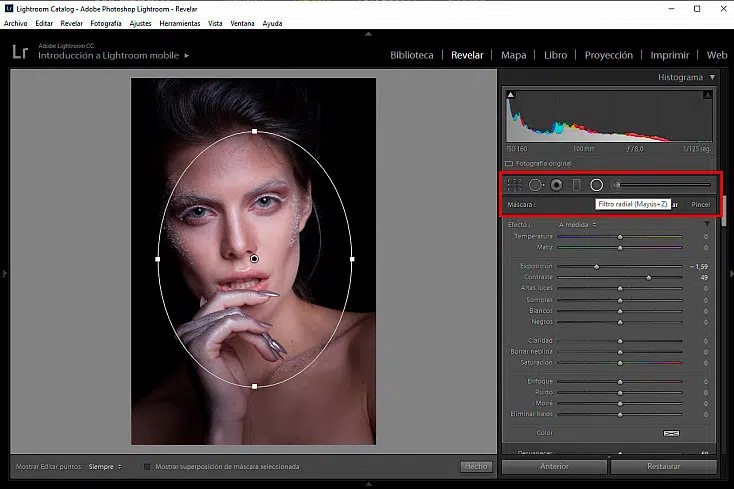 Lightroom Catalog - Adobe Photoshop Lightroom - Revelar
Archivo Editar Revelar Fotografía Ajustes Herramientas Vista Ventana Ayuda
Lr Adobe Lightroom CC
Introducción a Lightroom mobile
Biblioteca Revelar Mapa Libro Proyección Imprimir Web
Histograma
ISO 160 100 mm ƒ / 8,0 1/125 seg.
Fotografía original
Máscara : Filtro radial (Mayús+Z) ar Pincel
Efecto : A medida
Temperatura 0
Matiz 0
Exposición – 1,59
Contraste 49
Altas luces 0
Sombras 0
Blancos 0
Negros 0
Claridad 0
Borrar neblina 0
Saturación 0
Enfoque 0
Ruido 0
Moiré 0
Eliminar halos 0
Color
Mostrar Editar puntos: Siempre Mostrar superposición de máscara seleccionada Hecho
Anterior Restaurar